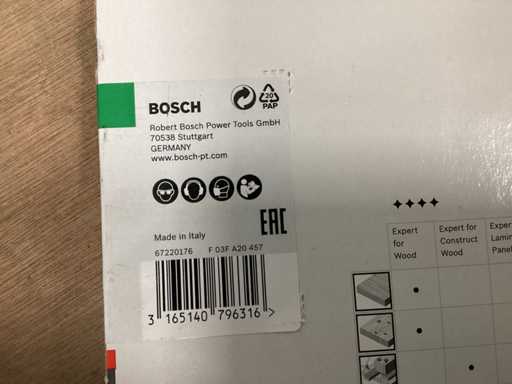 BOSCH
20
PAP
Robert Bosch Power Tools GmbH
70538 Stuttgart
GERMANY
www.bosch-pt.com
EAC
Made in Italy
67220176 F 03F A20 457
3 165140 796316 >
Expert
for
Wood
Expert for
Construct
Wood
Exper
Lami
Panel